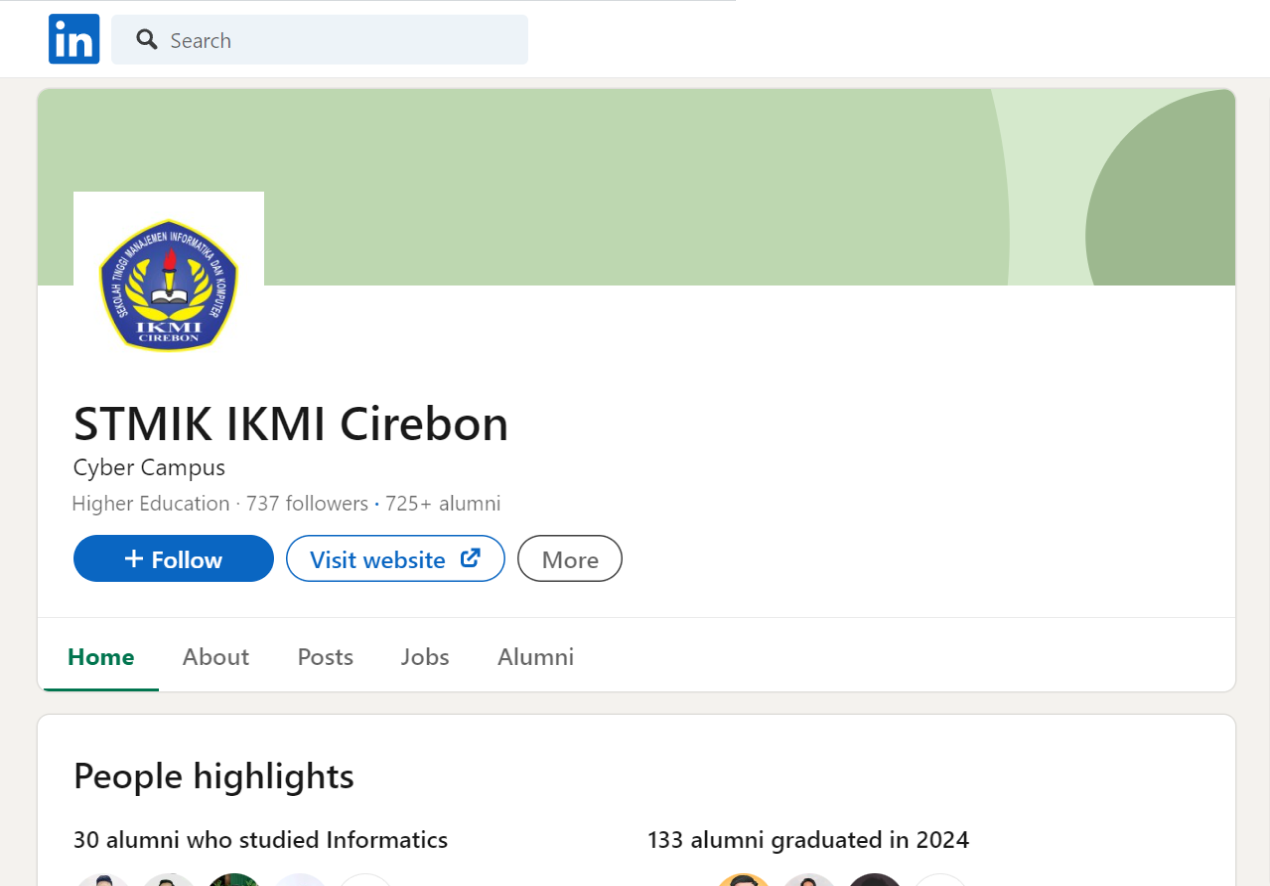 in
Search
SEKOLAH TINGGI MANAJEMEN INFORMATIKA DAN KOMPUTER
IKMI
CIREBON
STMIK IKMI Cirebon
Cyber Campus
Higher Education · 737 followers · 725+ alumni
+ Follow
Visit website
More
Home About Posts Jobs Alumni
People highlights
30 alumni who studied Informatics
133 alumni graduated in 2024